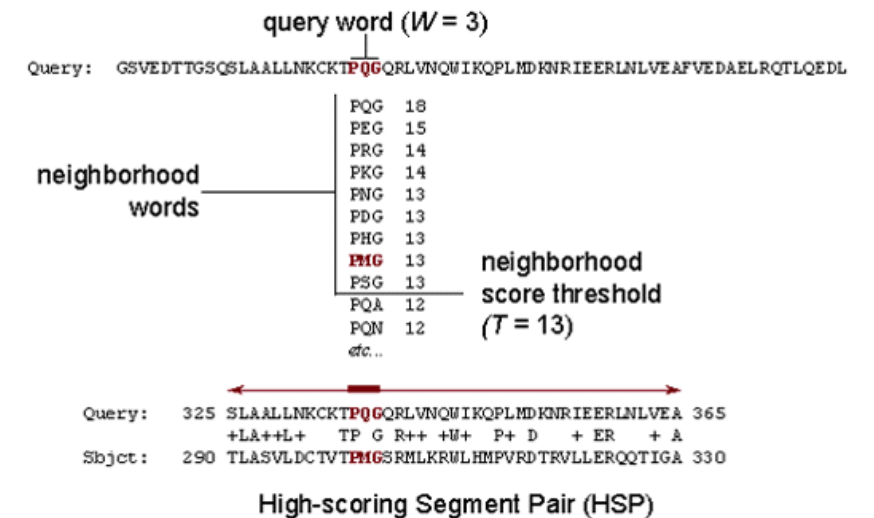 query word (W = 3)
Query: GSVEDTTGSQSLAALLNKCKTPQGQRLVNQWIKQPLMDKNRIEERLNLVEAFVEDAELRQTLQEDL
PQG 18
PEG 15
PRG 14
PKG 14
PNG 13
PDG 13
PHG 13
PMG 13
PSG 13
PQA 12
PQN 12
etc...
neighborhood
words
neighborhood
score threshold
(T = 13)
Query: 325 SLAALLNKCKTPQGQRLVNQWIKQPLMDKNRIEERLNLVEA 365
+LA++L+ TP G R++ +W+ P+ D + ER + A
Sbjct: 290 TLASVLDCTVTPMGSRMLKRWLHMPVRDTRVLLERQQTIGA 330
High-scoring Segment Pair (HSP)